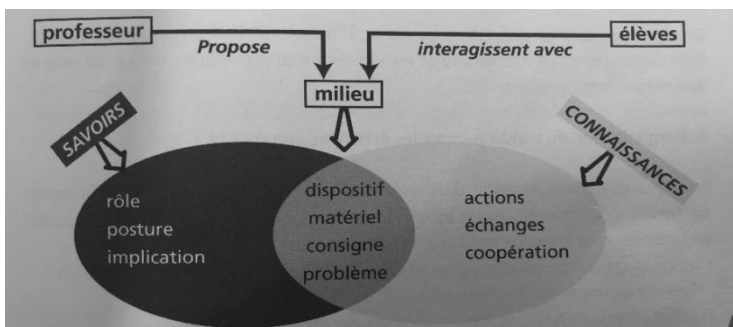 professeur
Propose
interagissent avec
élèves
milieu
SAVOIRS
CONNAISSANCES
rôle
posture
implication
dispositif
matériel
consigne
problème
actions
échanges
coopération